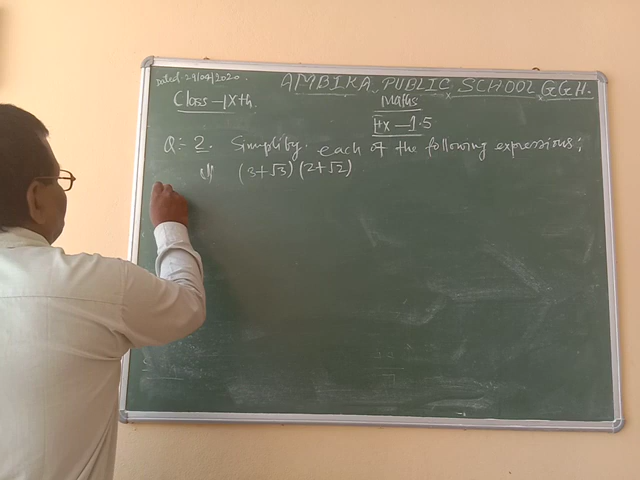 Dated-29/04/2020.
AMBIKA PUBLIC SCHOOL GGH.
Class-IXth.
Maths
Ex-1.5
Q:- 2. Simplify each of the following expressions;
(i) (3+√3) (2+√2)